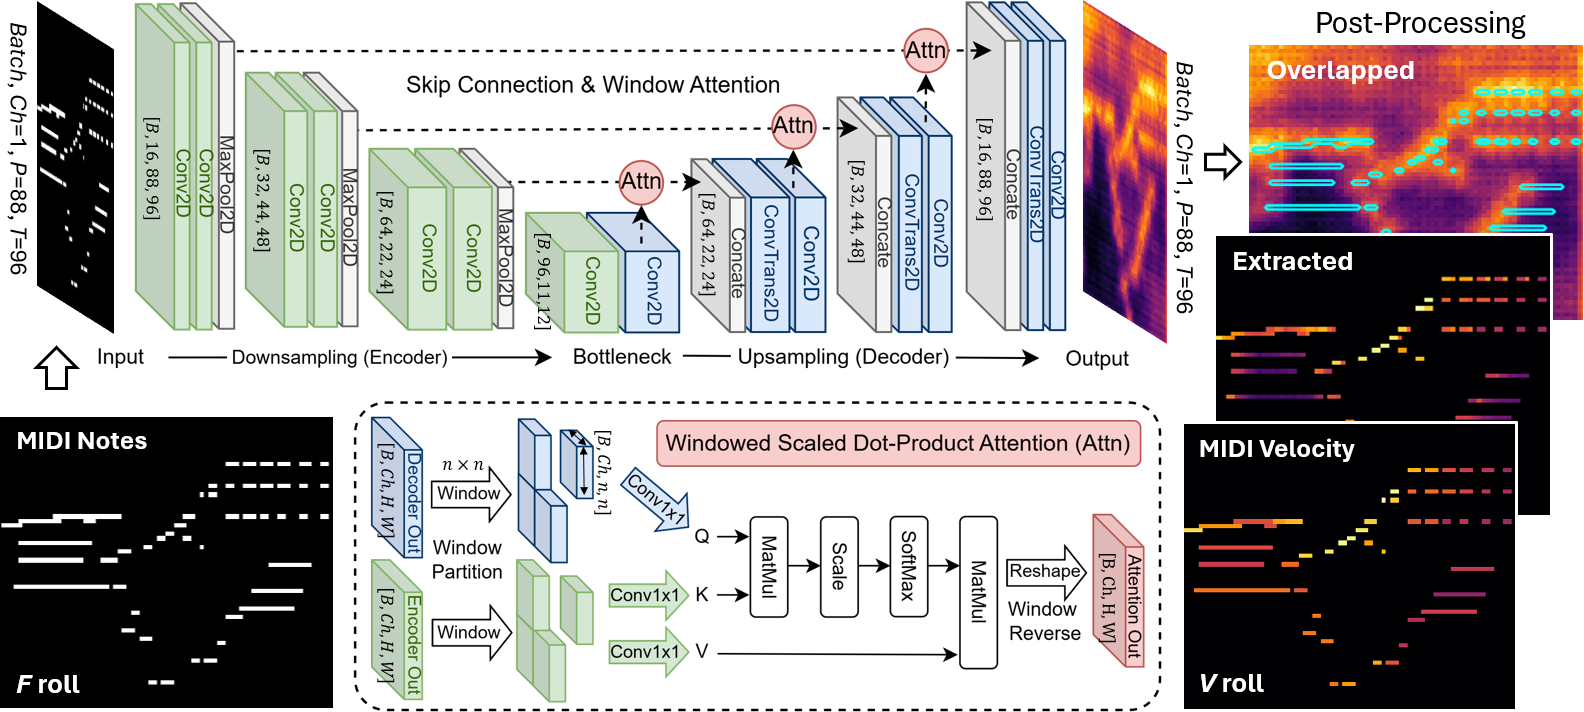 Batch, Ch=1, P=88, T=96
[B, 16, 88, 96]
Conv2D
Conv2D
MaxPool2D
[B, 32, 44, 48]
Conv2D
Conv2D
MaxPool2D
[B, 64, 22, 24]
Conv2D
Conv2D
MaxPool2D
[B, 96, 11, 12]
Conv2D
Conv2D
Skip Connection & Window Attention
Attn
Attn
Attn
[B, 64, 22, 24]
Concate
ConvTrans2D
Conv2D
[B, 32, 44, 48]
Concate
ConvTrans2D
Conv2D
[B, 16, 88, 96]
Concate
ConvTrans2D
Conv2D
Batch, Ch=1, P=88, T=96
Post-Processing
Overlapped
Extracted
MIDI Velocity
V roll
Input
Downsampling (Encoder)
Bottleneck
Upsampling (Decoder)
Output
MIDI Notes
F roll
Windowed Scaled Dot-Product Attention (Attn)
[B, Ch, H, W]
Decoder Out
n × n
Window
[B, Ch, n, n]
Conv1x1
Window
Partition
[B, Ch, H, W]
Encoder Out
Window
Conv1x1
Conv1x1
Q
K
V
MatMul
Scale
SoftMax
MatMul
Reshape
Window
Reverse
[B, Ch, H, W]
Attention Out